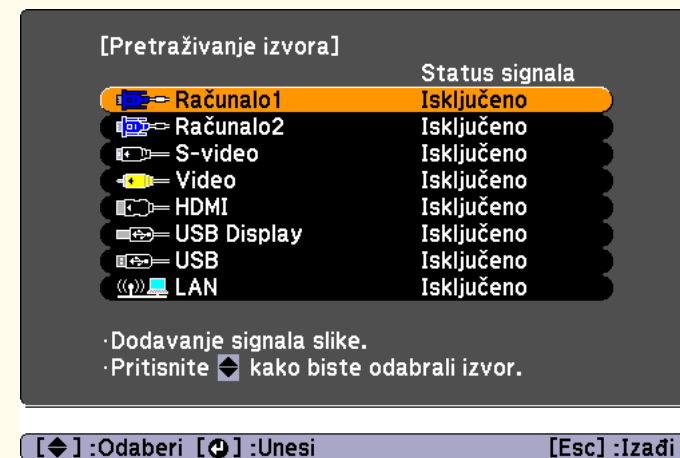 [Pretraživanje izvora]
Status signala
Računalo1 Isključeno
Računalo2 Isključeno
S-video Isključeno
Video Isključeno
HDMI Isključeno
USB Display Isključeno
USB Isključeno
LAN Isključeno
·Dodavanje signala slike.
·Pritisnite kako biste odabrali izvor.
[ ] :Odaberi [ ] :Unesi [Esc] :Izađi